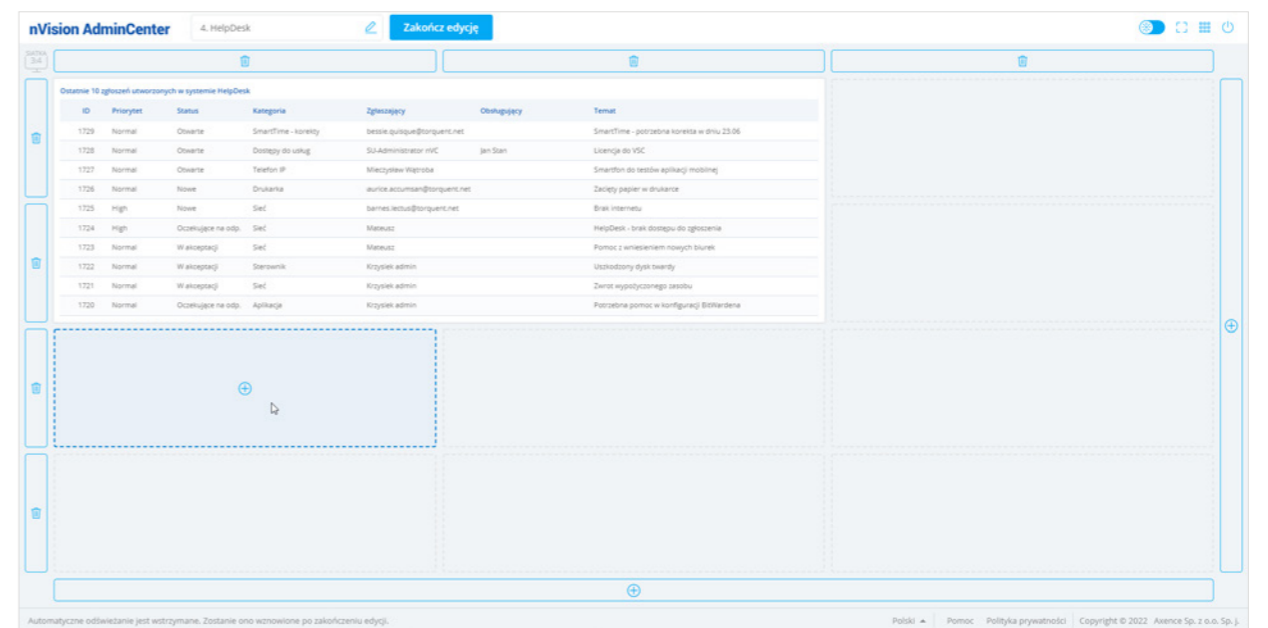 nVision AdminCenter 4. HelpDesk Zakończ edycję
SIATKA
3x4
Ostatnie 10 zgłoszeń utworzonych w systemie HelpDesk
ID Priorytet Status Kategoria Zgłaszający Obsługujący Temat
1729 Normal Otwarte SmartTime - korekty bessie.quisque@torquent.net SmartTime - potrzebna korekta w dniu 23.06
1728 Normal Otwarte Dostępy do usług SU-Administrator nVC Jan Stan Licencja do VSC
1727 Normal Otwarte Telefon IP Mieczysław Wątroba Smartfon do testów aplikacji mobilnej
1726 Normal Nowe Drukarka aurice.accumsan@torquent.net Zacięty papier w drukarce
1725 High Nowe Sieć barnes.lectus@torquent.net Brak internetu
1724 High Oczekujące na odp. Sieć Mateusz HelpDesk - brak dostępu do zgłoszenia
1723 Normal W akceptacji Sieć Mateusz Pomoc z wniesieniem nowych biurek
1722 Normal W akceptacji Sterownik Krzysiek admin Uszkodzony dysk twardy
1721 Normal W akceptacji Sieć Krzysiek admin Zwrot wypożyczonego zasobu
1720 Normal Oczekujące na odp. Aplikacja Krzysiek admin Potrzebna pomoc w konfiguracji BitWardena
Automatyczne odświeżanie jest wstrzymane. Zostanie ono wznowione po zakończeniu edycji. Polski Pomoc Polityka prywatności Copyright © 2022 Axence Sp. z o.o. Sp. j.